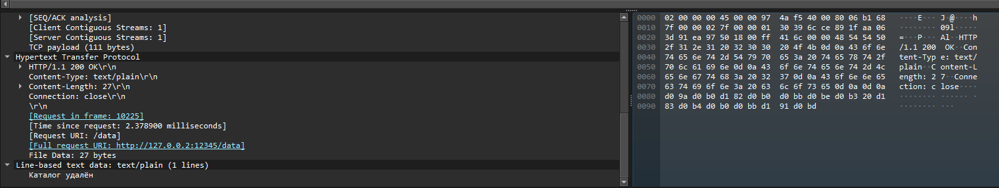 [SEQ/ACK analysis]
[Client Contiguous Streams: 1]
[Server Contiguous Streams: 1]
TCP payload (111 bytes)
Hypertext Transfer Protocol
HTTP/1.1 200 OK\r\n
Content-Type: text/plain\r\n
Content-Length: 27\r\n
Connection: close\r\n
\r\n
[Request in frame: 10225]
[Time since request: 2.378900 milliseconds]
[Request URI: /data]
[Full request URI: http://127.0.0.2:12345/data]
File Data: 27 bytes
Line-based text data: text/plain (1 lines)
Каталог удалён
0000 02 00 00 00 45 00 00 97 4a f5 40 00 80 06 b1 68 ····E··· J·@····h
0010 7f 00 00 02 7f 00 00 01 30 39 6c ce 89 1f aa 06 ········ 09l·····
0020 3d 91 ea 97 50 18 00 ff 41 6c 00 00 48 54 54 50 =···P··· Al··HTTP
0030 2f 31 2e 31 20 32 30 30 20 4f 4b 0d 0a 43 6f 6e /1.1 200 OK··Con
0040 74 65 6e 74 2d 54 79 70 65 3a 20 74 65 78 74 2f tent-Typ e: text/
0050 70 6c 61 69 6e 0d 0a 43 6f 6e 74 65 6e 74 2d 4c plain··C ontent-L
0060 65 6e 67 74 68 3a 20 32 37 0d 0a 43 6f 6e 6e 65 ength: 2 7··Conne
0070 63 74 69 6f 6e 3a 20 63 6c 6f 73 65 0d 0a 0d 0a ction: c lose····
0080 d0 9a d0 b0 d1 82 d0 b0 d0 bb d0 be d0 b3 20 d1 ········ ······ ·
0090 83 d0 b4 d0 b0 d0 bb d1 91 d0 bd ········ ···